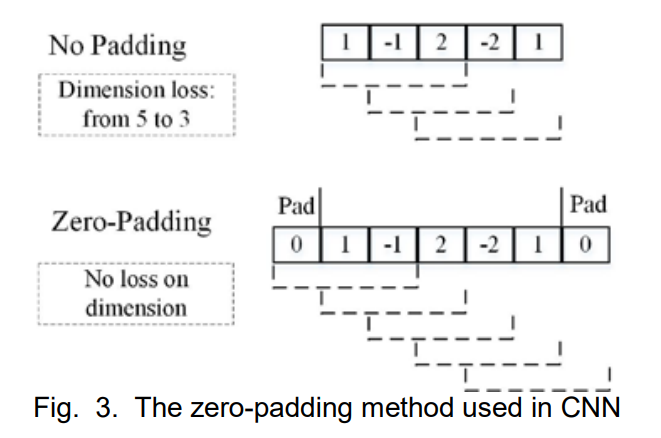 No Padding
1 -1 2 -2 1
Dimension loss:
from 5 to 3
Zero-Padding
Pad Pad
0 1 -1 2 -2 1 0
No loss on
dimension
Fig. 3. The zero-padding method used in CNN